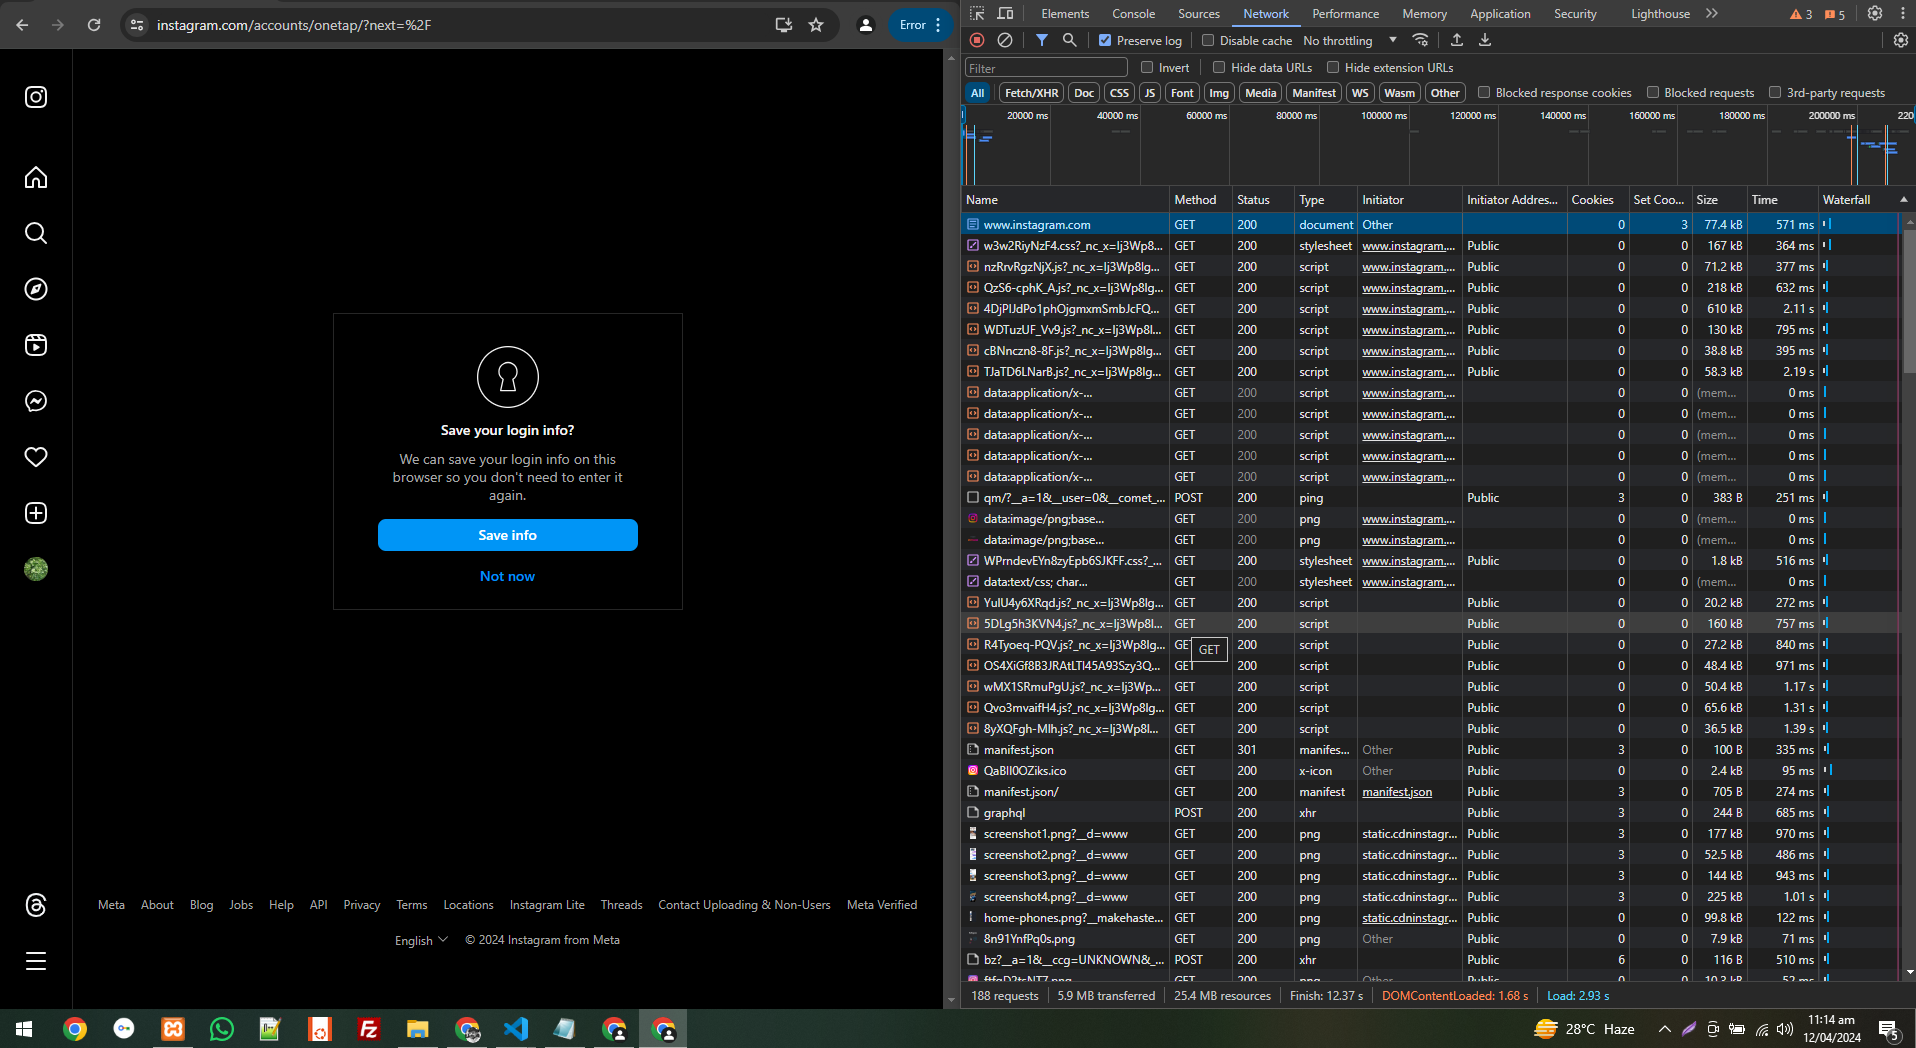 instagram.com/accounts/onetap/?next=%2F
Error
Save your login info?
We can save your login info on this
browser so you don't need to enter it
again.
Save info
Not now
Meta About Blog Jobs Help API Privacy Terms Locations Instagram Lite Threads Contact Uploading & Non-Users Meta Verified
English © 2024 Instagram from Meta
Elements Console Sources Network Performance Memory Application Security Lighthouse 3 5
Preserve log Disable cache No throttling
Filter Invert Hide data URLs Hide extension URLs
All Fetch/XHR Doc CSS JS Font Img Media Manifest WS Wasm Other Blocked response cookies Blocked requests 3rd-party requests
20000 ms 40000 ms 60000 ms 80000 ms 100000 ms 120000 ms 140000 ms 160000 ms 180000 ms 200000 ms 220
Name Method Status Type Initiator Initiator Addres... Cookies Set Coo... Size Time Waterfall
www.instagram.com GET 200 document Other 0 3 77.4 kB 571 ms
w3w2RiyNzF4.css?_nc_x=Ij3Wp8... GET 200 stylesheet www.instagram.... Public 0 0 167 kB 364 ms
nzRrvRgzNjX.js?_nc_x=Ij3Wp8Ig... GET 200 script www.instagram.... Public 0 0 71.2 kB 377 ms
QzS6-cphK_A.js?_nc_x=Ij3Wp8Ig... GET 200 script www.instagram.... Public 0 0 218 kB 632 ms
4DjPIJdPo1phOjgmxmSmbJcFQ... GET 200 script www.instagram.... Public 0 0 610 kB 2.11 s
WDTuzUF_Vv9.js?_nc_x=Ij3Wp8I... GET 200 script www.instagram.... Public 0 0 130 kB 795 ms
cBNnczn8-8F.js?_nc_x=Ij3Wp8Ig... GET 200 script www.instagram.... Public 0 0 38.8 kB 395 ms
TJaTD6LNarB.js?_nc_x=Ij3Wp8Ig... GET 200 script www.instagram.... Public 0 0 58.3 kB 2.19 s
data:application/x-... GET 200 script www.instagram.... 0 0 (mem... 0 ms
data:application/x-... GET 200 script www.instagram.... 0 0 (mem... 0 ms
data:application/x-... GET 200 script www.instagram.... 0 0 (mem... 0 ms
data:application/x-... GET 200 script www.instagram.... 0 0 (mem... 0 ms
data:application/x-... GET 200 script www.instagram.... 0 0 (mem... 0 ms
qm/?__a=1&__user=0&__comet_... POST 200 ping Public 3 0 383 B 251 ms
data:image/png;base... GET 200 png www.instagram.... 0 0 (mem... 0 ms
data:image/png;base... GET 200 png www.instagram.... 0 0 (mem... 0 ms
WPrndevEYn8zyEpb6SJKFF.css?_... GET 200 stylesheet www.instagram.... Public 0 0 1.8 kB 516 ms
data:text/css; char... GET 200 stylesheet www.instagram.... 0 0 (mem... 0 ms
YulU4y6XRqd.js?_nc_x=Ij3Wp8Ig... GET 200 script Public 0 0 20.2 kB 272 ms
5DLg5h3KVN4.js?_nc_x=Ij3Wp8I... GET 200 script Public 0 0 160 kB 757 ms
R4Tyoeq-PQV.js?_nc_x=Ij3Wp8Ig... GET 200 script Public 0 0 27.2 kB 840 ms
GET
OS4XiGf8B3JRAtLTl45A93Szy3Q... GET 200 script Public 0 0 48.4 kB 971 ms
wMX1SRmuPgU.js?_nc_x=Ij3Wp... GET 200 script Public 0 0 50.4 kB 1.17 s
Qvo3mvaifH4.js?_nc_x=Ij3Wp8Ig... GET 200 script Public 0 0 65.6 kB 1.31 s
8yXQFgh-Mlh.js?_nc_x=Ij3Wp8I... GET 200 script Public 0 0 36.5 kB 1.39 s
manifest.json GET 301 manifes... Other Public 3 0 100 B 335 ms
QaBlI0OZiks.ico GET 200 x-icon Other Public 0 0 2.4 kB 95 ms
manifest.json/ GET 200 manifest manifest.json Public 3 0 705 B 274 ms
graphql POST 200 xhr Public 3 0 244 B 685 ms
screenshot1.png?__d=www GET 200 png static.cdninstagr... Public 3 0 177 kB 970 ms
screenshot2.png?__d=www GET 200 png static.cdninstagr... Public 3 0 52.5 kB 486 ms
screenshot3.png?__d=www GET 200 png static.cdninstagr... Public 3 0 144 kB 943 ms
screenshot4.png?__d=www GET 200 png static.cdninstagr... Public 3 0 225 kB 1.01 s
home-phones.png?__makehaste... GET 200 png static.cdninstagr... Public 0 0 99.8 kB 122 ms
8n91YnfPq0s.png GET 200 png Other Public 0 0 7.9 kB 71 ms
bz?__a=1&__ccg=UNKNOWN&_... POST 200 xhr Public 6 0 116 B 510 ms
188 requests 5.9 MB transferred 25.4 MB resources Finish: 12.37 s DOMContentLoaded: 1.68 s Load: 2.93 s
28°C Haze 11:14 am
12/04/2024 5